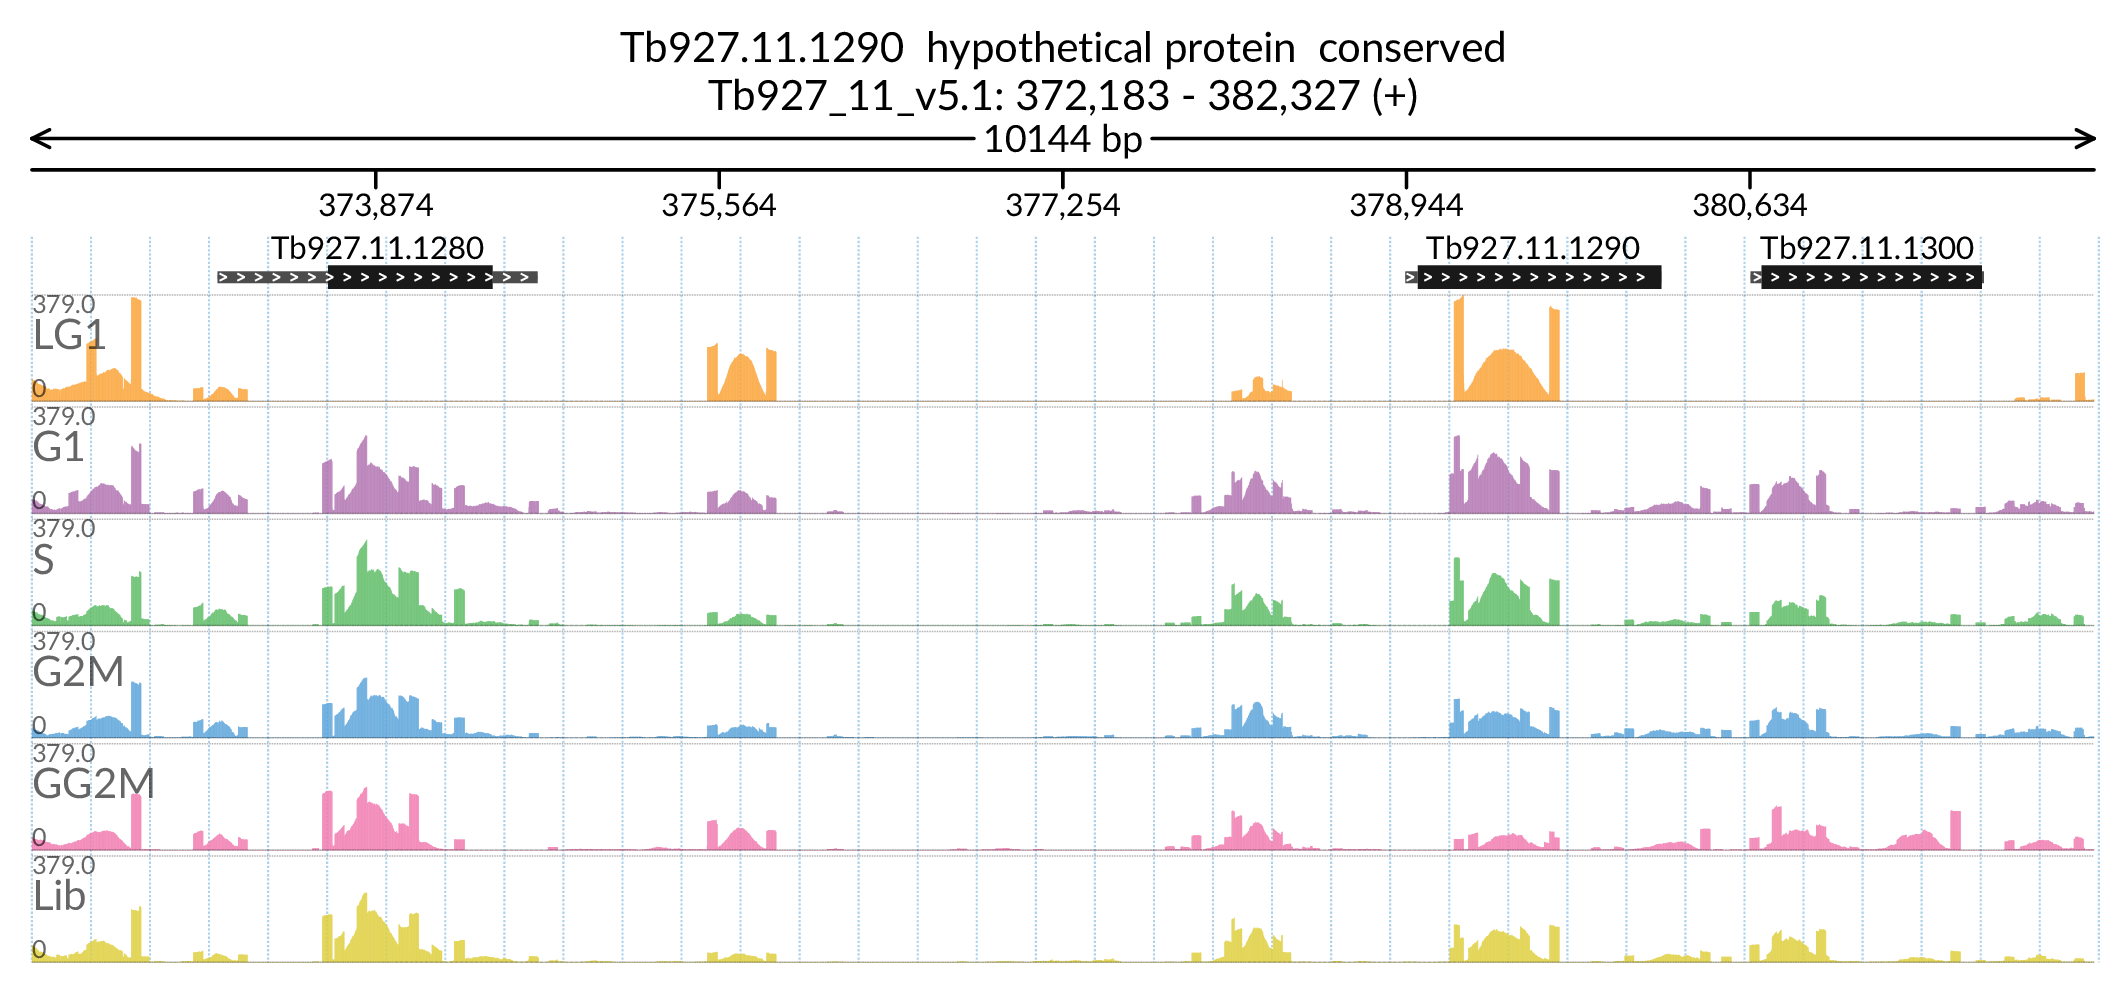 Tb927.11.1290  hypothetical protein  conserved
Tb927_11_v5.1: 372,183 - 382,327 (+)
10144 bp
373,874 375,564 377,254 378,944 380,634
Tb927.11.1280 Tb927.11.1290 Tb927.11.1300
379.0
LG1
0
379.0
G1
0
379.0
S
0
379.0
G2M
0
379.0
GG2M
0
379.0
Lib
0